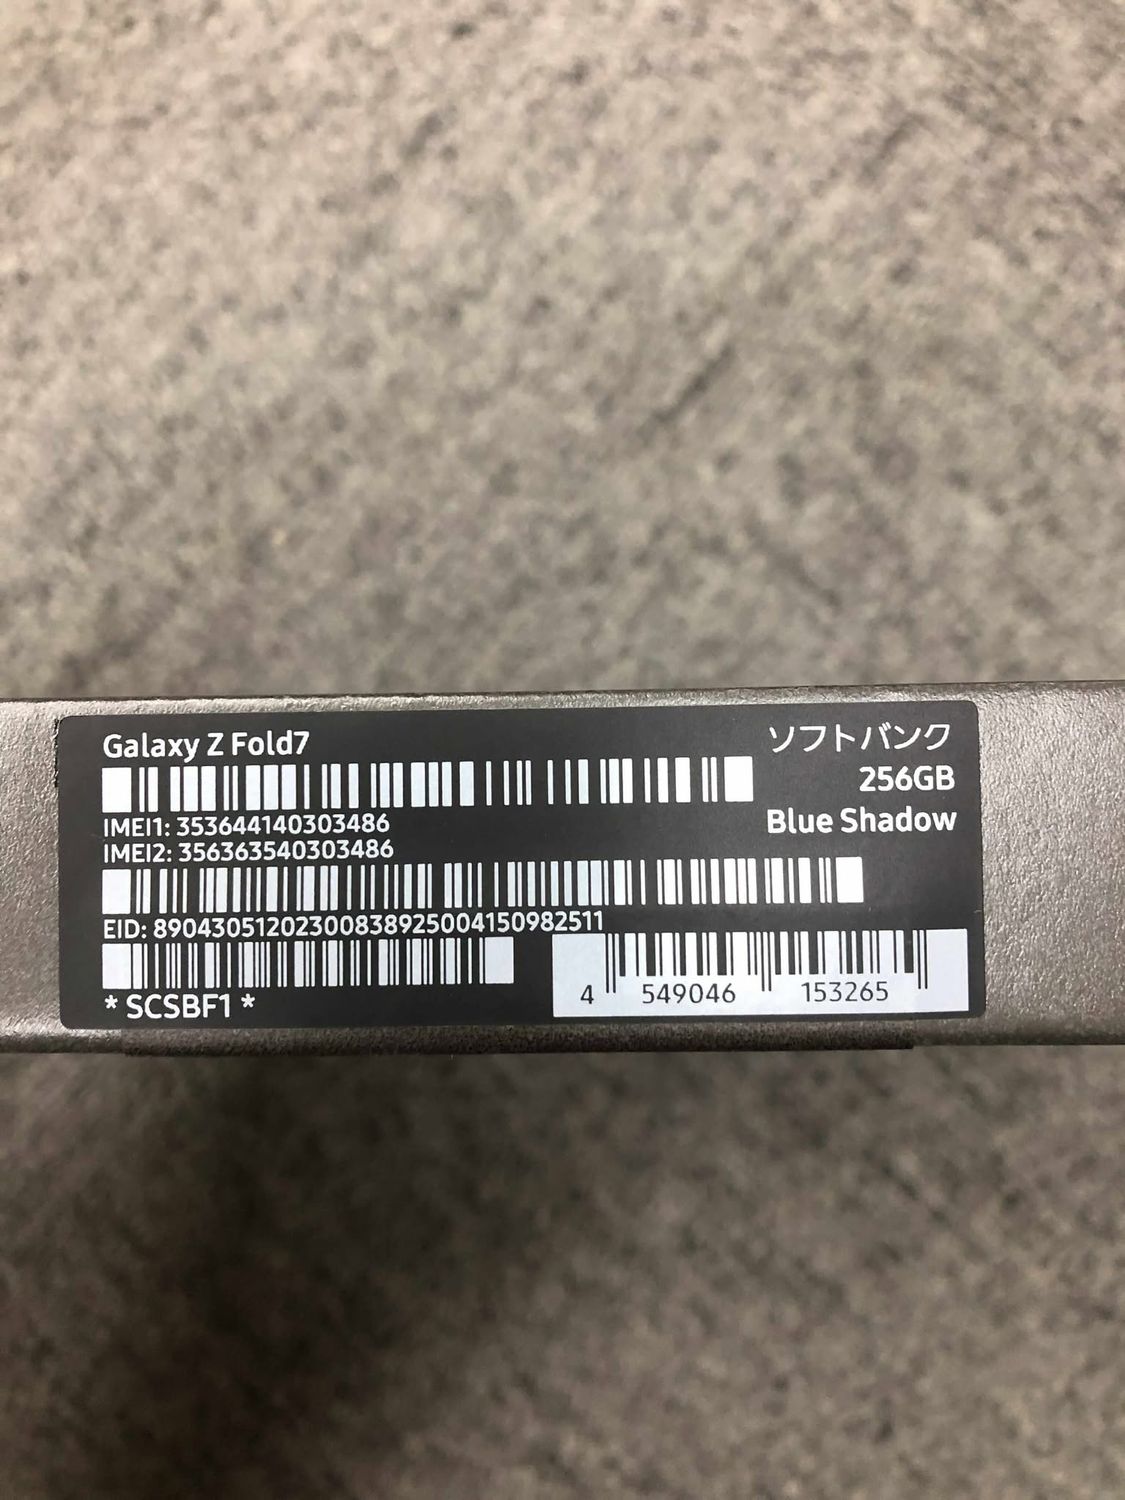 Galaxy Z Fold7
ソフトバンク
256GB
Blue Shadow
IMEI1: 353644140303486
IMEI2: 356363540303486
EID: 89043051202300838925004150982511
* SCSBF1 *
4 549046 153265